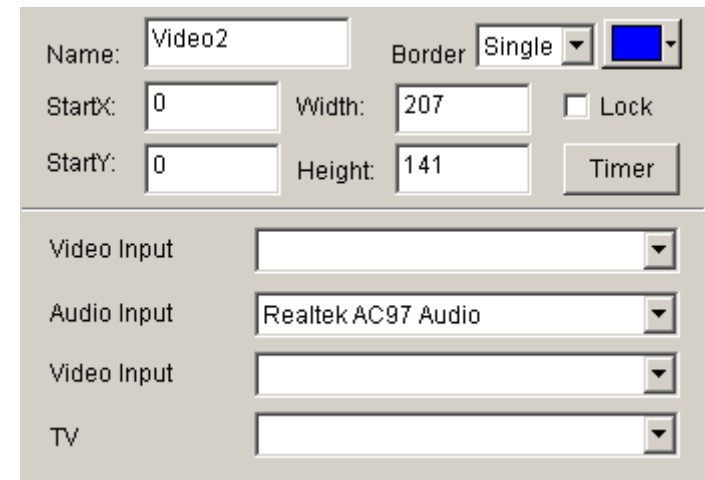 Name: Video2 Border Single
StartX: 0 Width: 207 Lock
StartY: 0 Height: 141 Timer
Video Input
Audio Input Realtek AC97 Audio
Video Input
TV